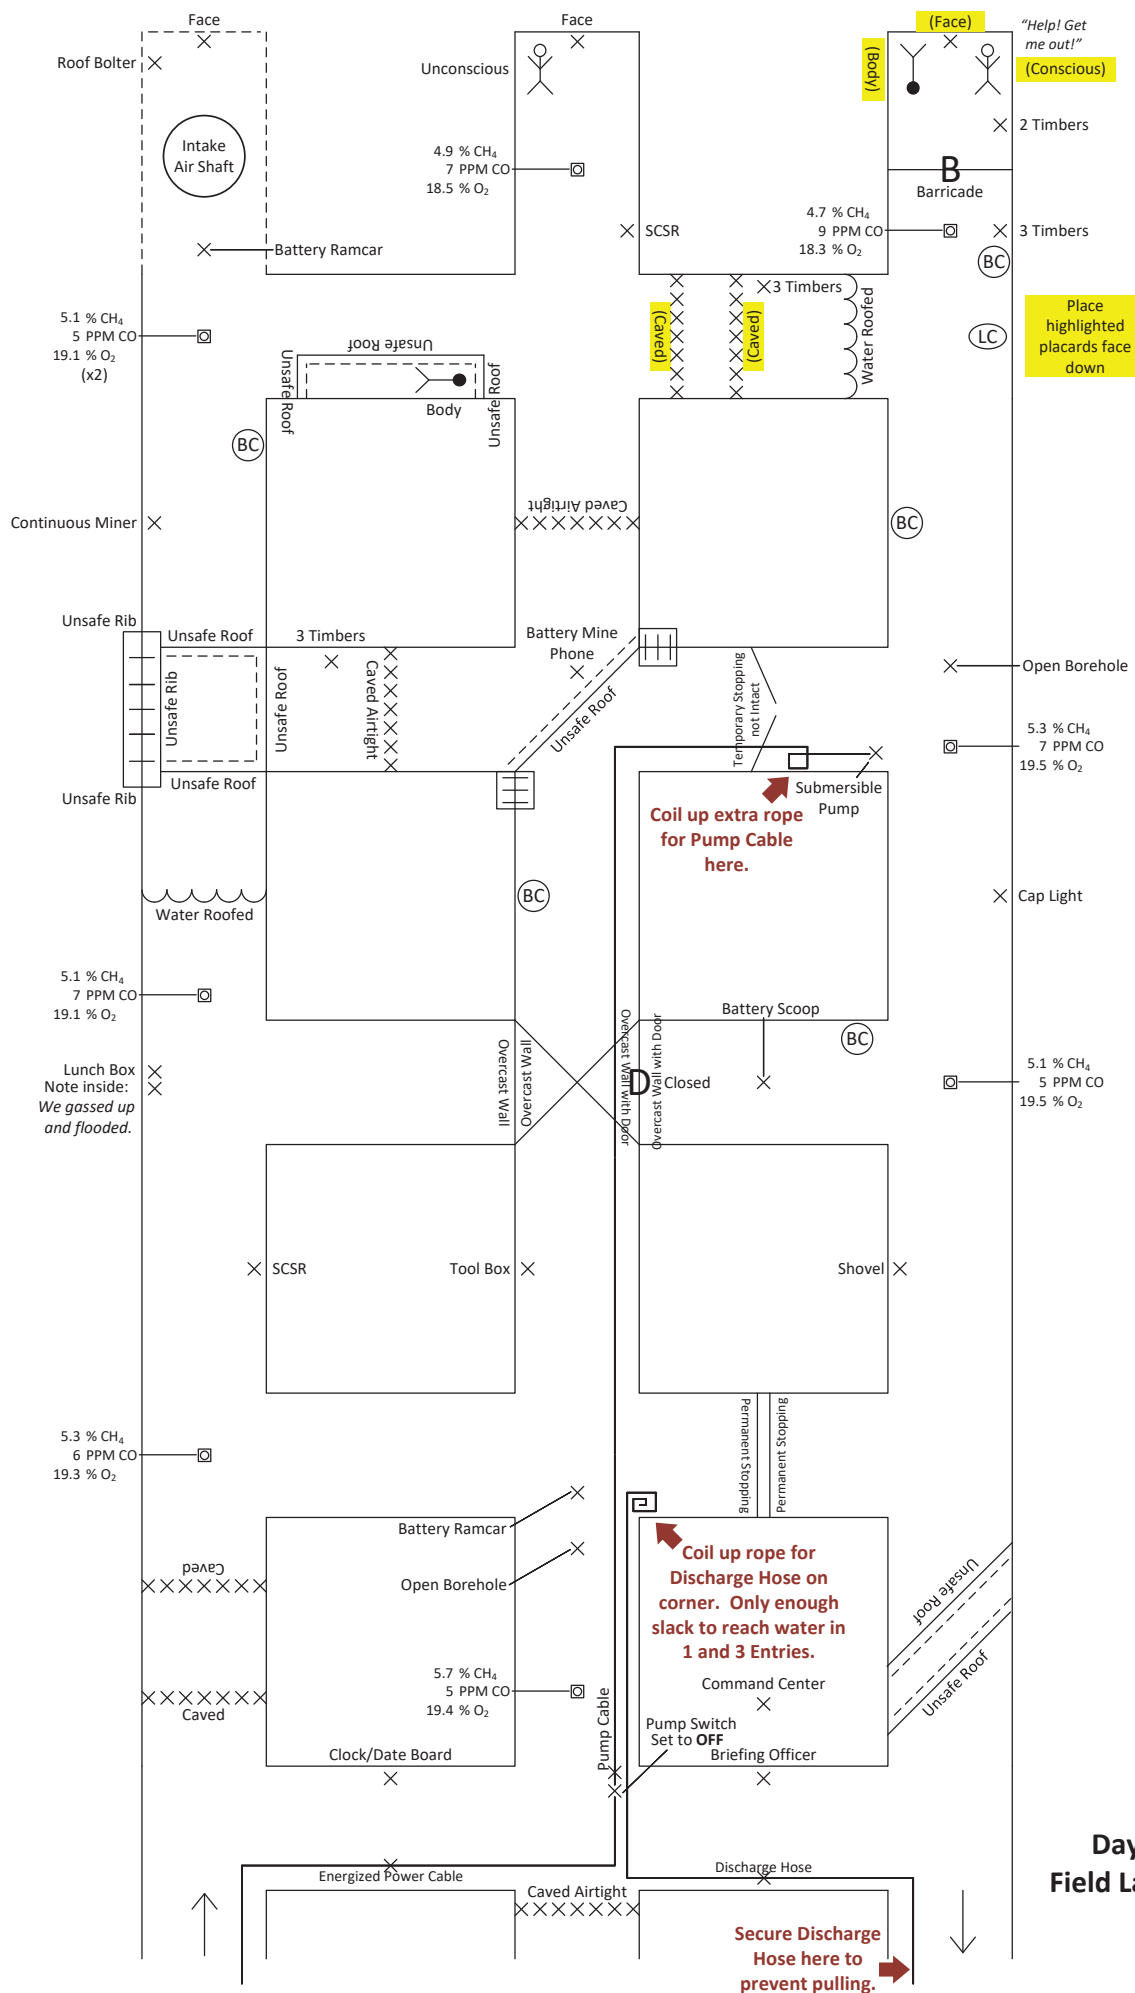 Face
Face
(Face)
"Help! Get
me out!"
Roof Bolter
Unconscious
(Body)
(Conscious)
2 Timbers
Intake
Air Shaft
4.9 % CH₄
7 PPM CO
18.5 % O₂
B
Barricade
4.7 % CH₄
9 PPM CO
18.3 % O₂
SCSR
3 Timbers
Battery Ramcar
BC
3 Timbers
5.1 % CH₄
5 PPM CO
19.1 % O₂
(x2)
(Caved)
(Caved)
Water Roofed
LC
Place
highlighted
placards face
down
Unsafe Roof
Unsafe Roof
Unsafe Roof
Body
BC
Caved Airtight
Continuous Miner
BC
Unsafe Rib
Unsafe Roof
3 Timbers
Battery Mine
Phone
Unsafe Rib
Unsafe Roof
Caved Airtight
Unsafe Roof
Temporary Stopping
not Intact
Open Borehole
5.3 % CH₄
7 PPM CO
19.5 % O₂
Unsafe Roof
Unsafe Rib
Submersible
Pump
Coil up extra rope
for Pump Cable
here.
BC
Cap Light
Water Roofed
5.1 % CH₄
7 PPM CO
19.1 % O₂
Battery Scoop
BC
Overcast Wall
Overcast Wall
Overcast Wall with Door
Overcast Wall with Door
D
Closed
Lunch Box
Note inside:
We gassed up
and flooded.
5.1 % CH₄
5 PPM CO
19.5 % O₂
SCSR
Tool Box
Shovel
5.3 % CH₄
6 PPM CO
19.3 % O₂
Permanent Stopping
Permanent Stopping
Battery Ramcar
Open Borehole
Coil up rope for
Discharge Hose on
corner. Only enough
slack to reach water in
1 and 3 Entries.
Caved
Unsafe Roof
Unsafe Roof
5.7 % CH₄
5 PPM CO
19.4 % O₂
Command Center
Caved
Pump Cable
Pump Switch
Set to OFF
Clock/Date Board
Briefing Officer
Energized Power Cable
Discharge Hose
Day
Field La
Caved Airtight
Secure Discharge
Hose here to
prevent pulling.